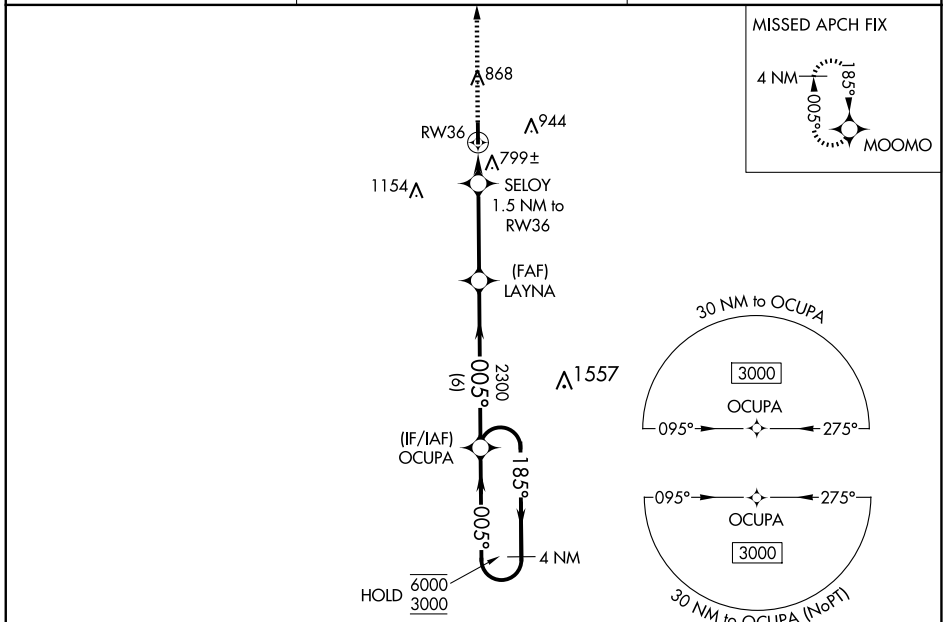 MISSED APCH FIX
4 NM
185°
005°
MOOMO
868
RW36
944
799±
1154
SELOY
1.5 NM to
RW36
(FAF)
LAYNA
2300
005°
(6)
1557
(IF/IAF)
OCUPA
185°
005°
4 NM
HOLD
6000
3000
30 NM to OCUPA
3000
OCUPA
095°
275°
095°
275°
OCUPA
3000
30 NM to OCUPA (NoPT)